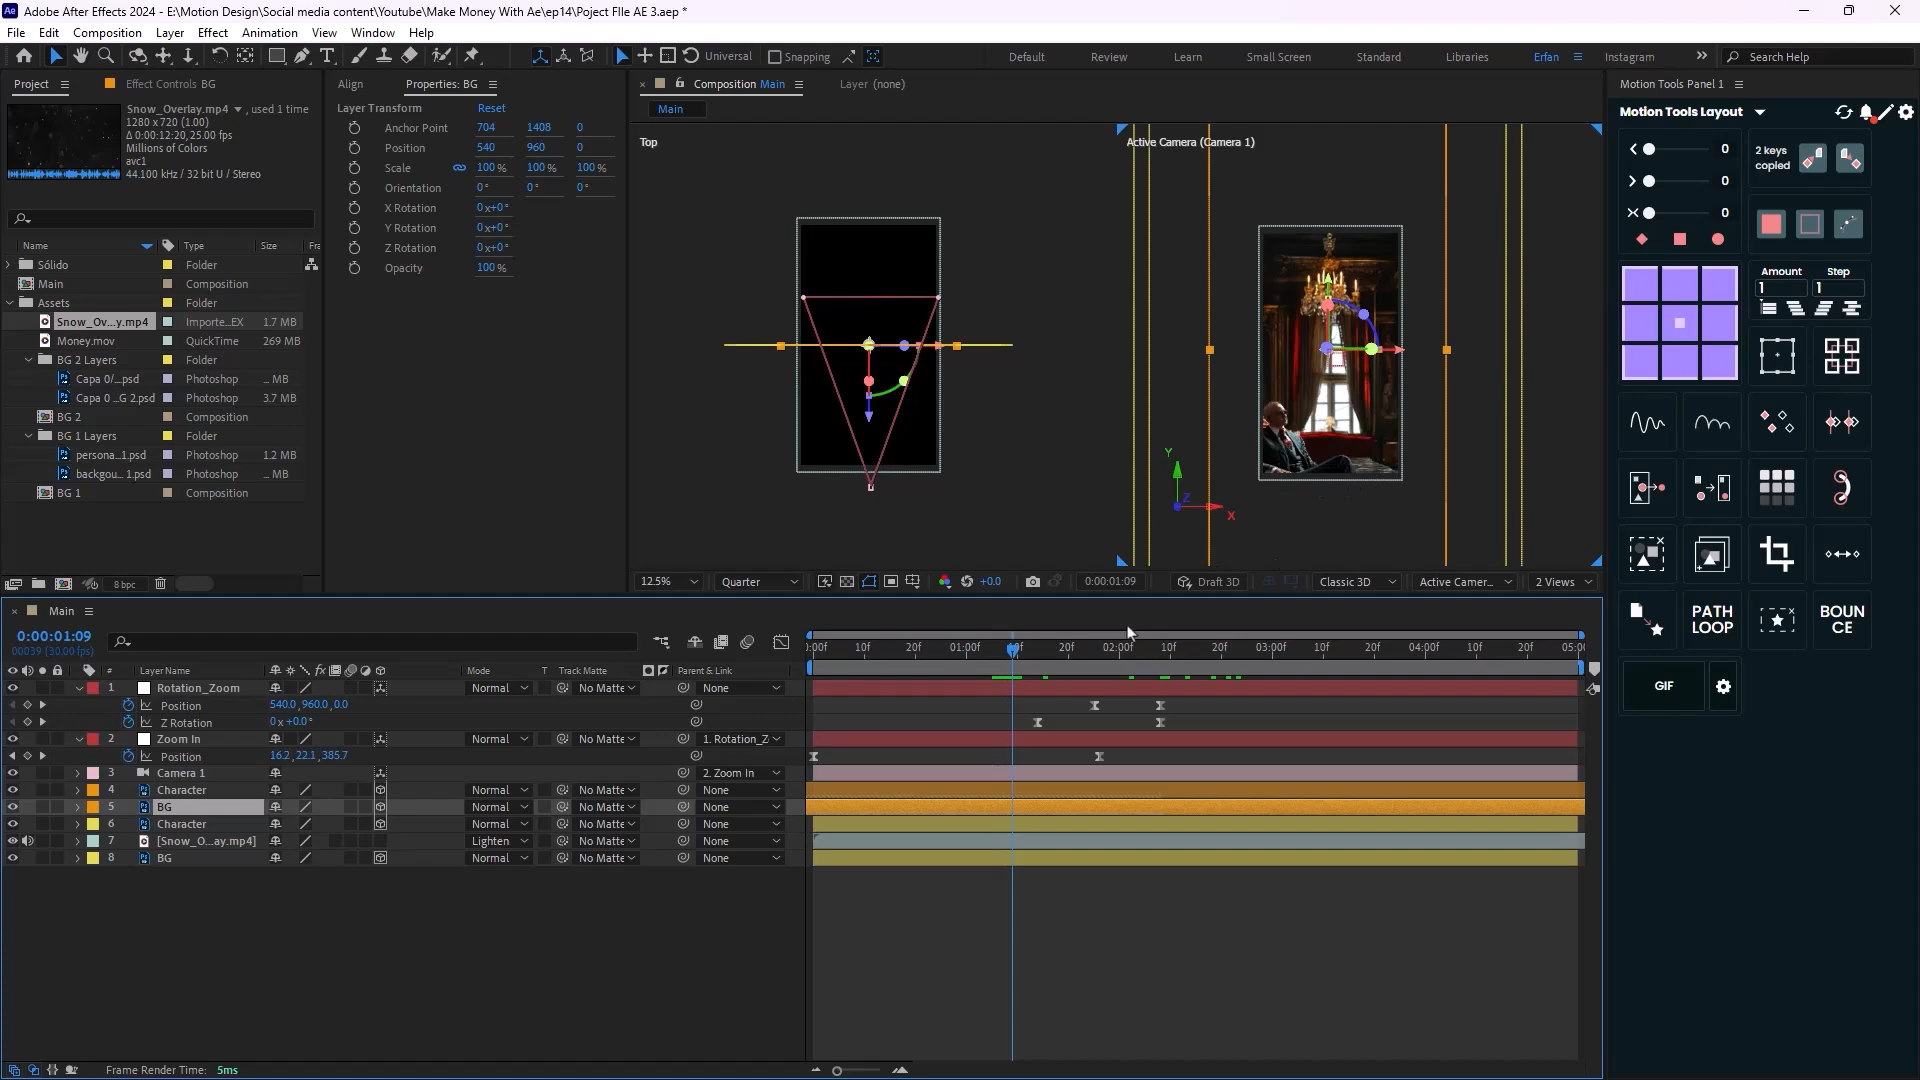 Ae Adobe After Effects 2024 - E:\Motion Design\Social media content\Youtube\Make Money With Ae\ep14\Poject FIle AE 3.aep *
File Edit Composition Layer Effect Animation View Window Help
Universal Snapping Default Review Learn Small Screen Standard Libraries Erfan Instagram Search Help
Project Effect Controls BG
Snow_Overlay.mp4 , used 1 time
1280 x 720 (1.00)
Δ 0:00:12:20, 25.00 fps
Millions of Colors
avc1
44.100 kHz / 32 bit U / Stereo
Name Type Size Fra
Sólido Folder
Main Composition
Assets Folder
Snow_Ov...y.mp4 Importe...EX 1.7 MB
Money.mov QuickTime 269 MB
BG 2 Layers Folder
Capa 0/_...psd Photoshop ... MB
Capa 0 ...G 2.psd Photoshop 3.7 MB
BG 2 Composition
BG 1 Layers Folder
persona...1.psd Photoshop 1.2 MB
backgou... 1.psd Photoshop ... MB
BG 1 Composition
8 bpc
Align Properties: BG
Layer Transform Reset
Anchor Point 704 1408 0
Position 540 960 0
Scale 100 % 100 % 100 %
Orientation 0° 0° 0°
X Rotation 0x+0°
Y Rotation 0x+0°
Z Rotation 0x+0°
Opacity 100 %
Composition Main Layer (none)
Main
Top
Active Camera (Camera 1)
Y
Z
X
12.5% Quarter +0.0 0:00:01:09 Draft 3D Classic 3D Active Camer... 2 Views
Motion Tools Panel 1
Motion Tools Layout
0
0
0
2 keys
copied
Amount Step
1 1
PATH
LOOP
BOUN
CE
GIF
Main
0:00:01:09
00039 (30.00 fps)
:00f 10f 20f 01:00f 10f 20f 02:00f 10f 20f 03:00f 10f 20f 04:00f 10f 20f 05:00
# Layer Name fx Mode T Track Matte Parent & Link
1 Rotation_Zoom Normal No Matte None
Position 540.0,960.0,0.0
Z Rotation 0x+0.0°
2 Zoom In Normal No Matte 1. Rotation_Z
Position 16.2,22.1,385.7
3 Camera 1 2. Zoom In
4 Character Normal No Matte None
5 BG Normal No Matte None
6 Character Normal No Matte None
7 [Snow_O...ay.mp4] Lighten No Matte None
8 BG Normal No Matte None
Frame Render Time: 5ms